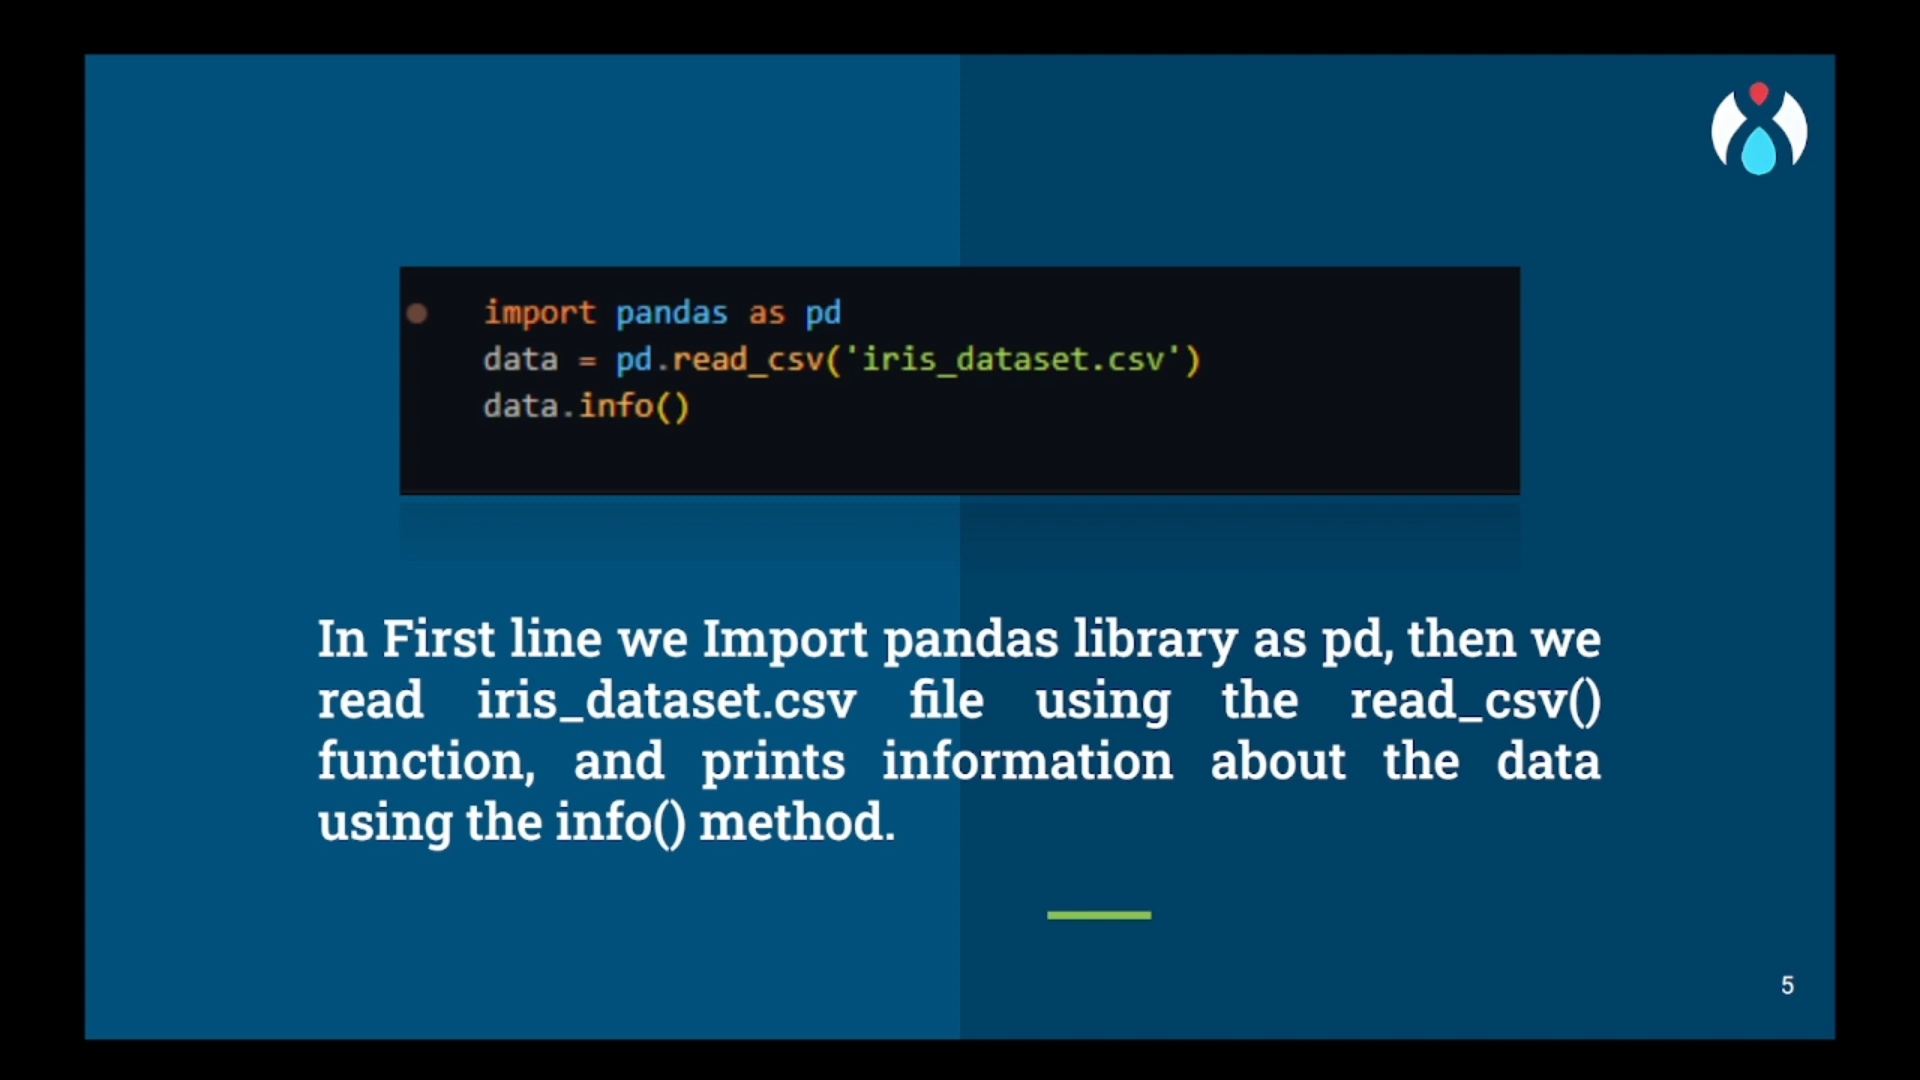 import pandas as pd
data = pd.read_csv('iris_dataset.csv')
data.info()
In First line we Import pandas library as pd, then we
read iris_dataset.csv file using the read_csv()
function, and prints information about the data
using the info() method.
5